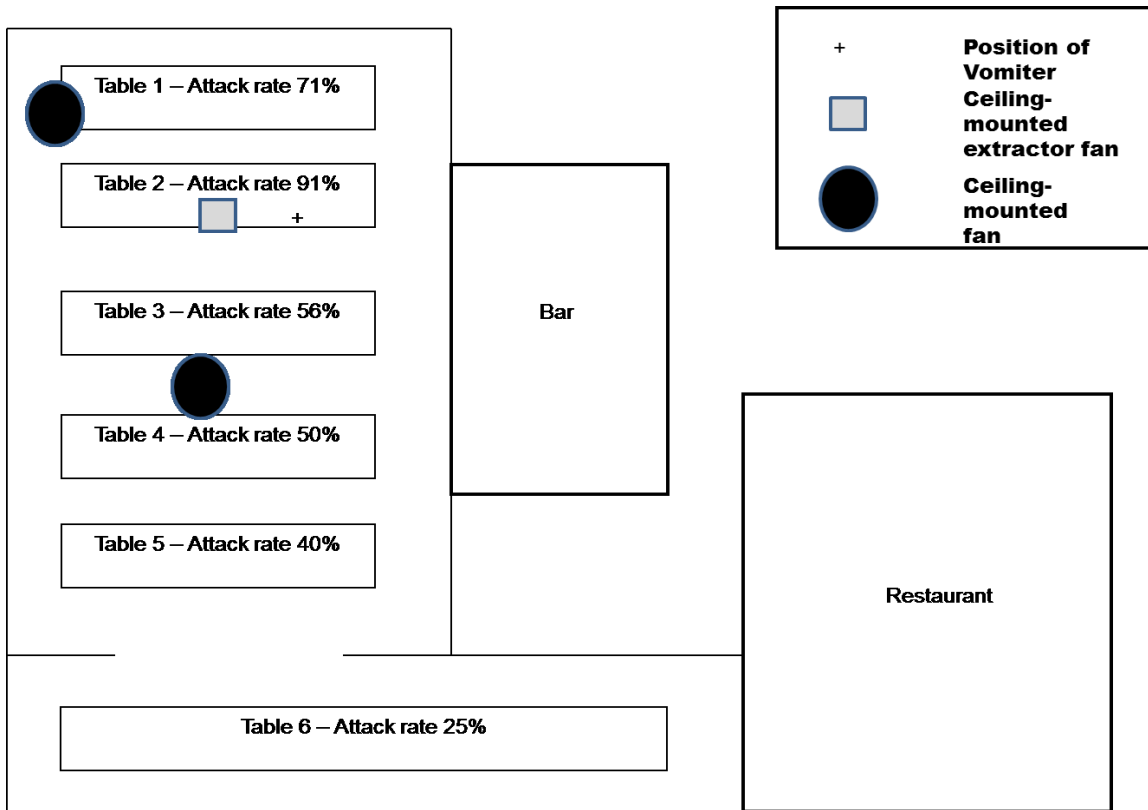 Table 1 – Attack rate 71%
Table 2 – Attack rate 91%
+
Table 3 – Attack rate 56%
Table 4 – Attack rate 50%
Table 5 – Attack rate 40%
Table 6 – Attack rate 25%
Bar
Restaurant
+
Position of
Vomiter
Ceiling-
mounted
extractor fan
Ceiling-
mounted
fan